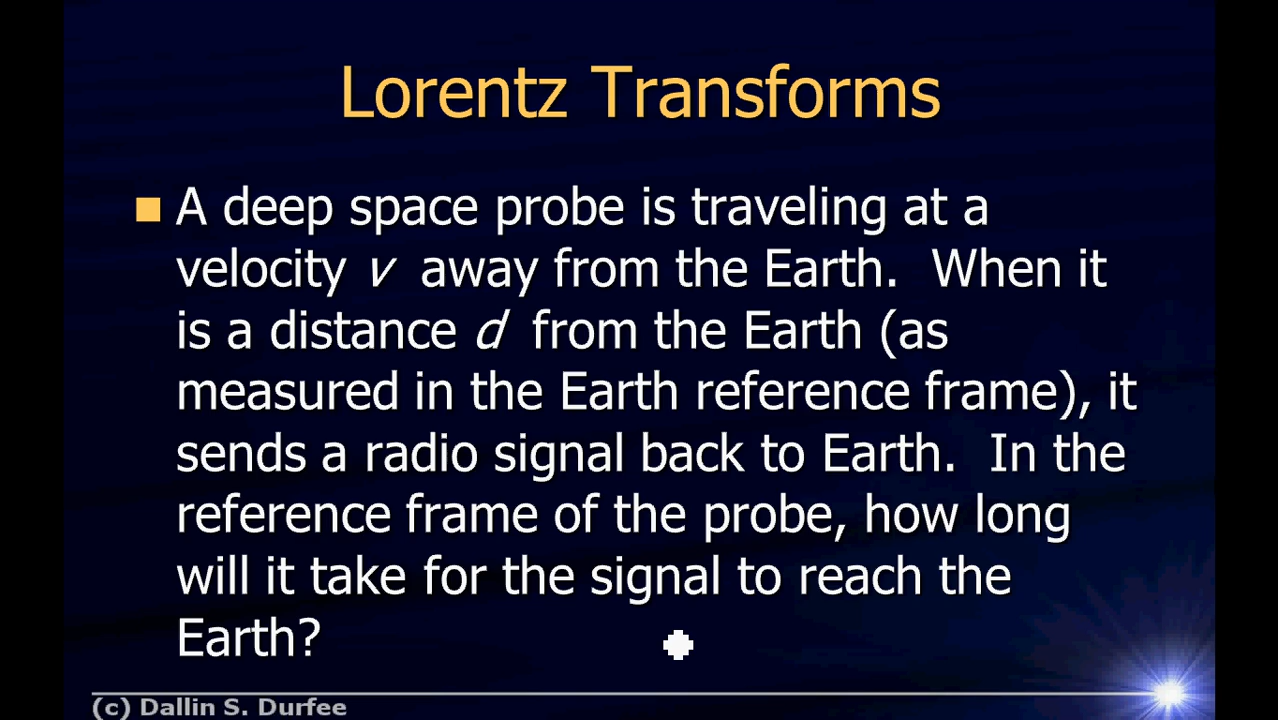 Lorentz Transforms
A deep space probe is traveling at a
velocity v away from the Earth. When it
is a distance d from the Earth (as
measured in the Earth reference frame), it
sends a radio signal back to Earth. In the
reference frame of the probe, how long
will it take for the signal to reach the
Earth?
(c) Dallin S. Durfee